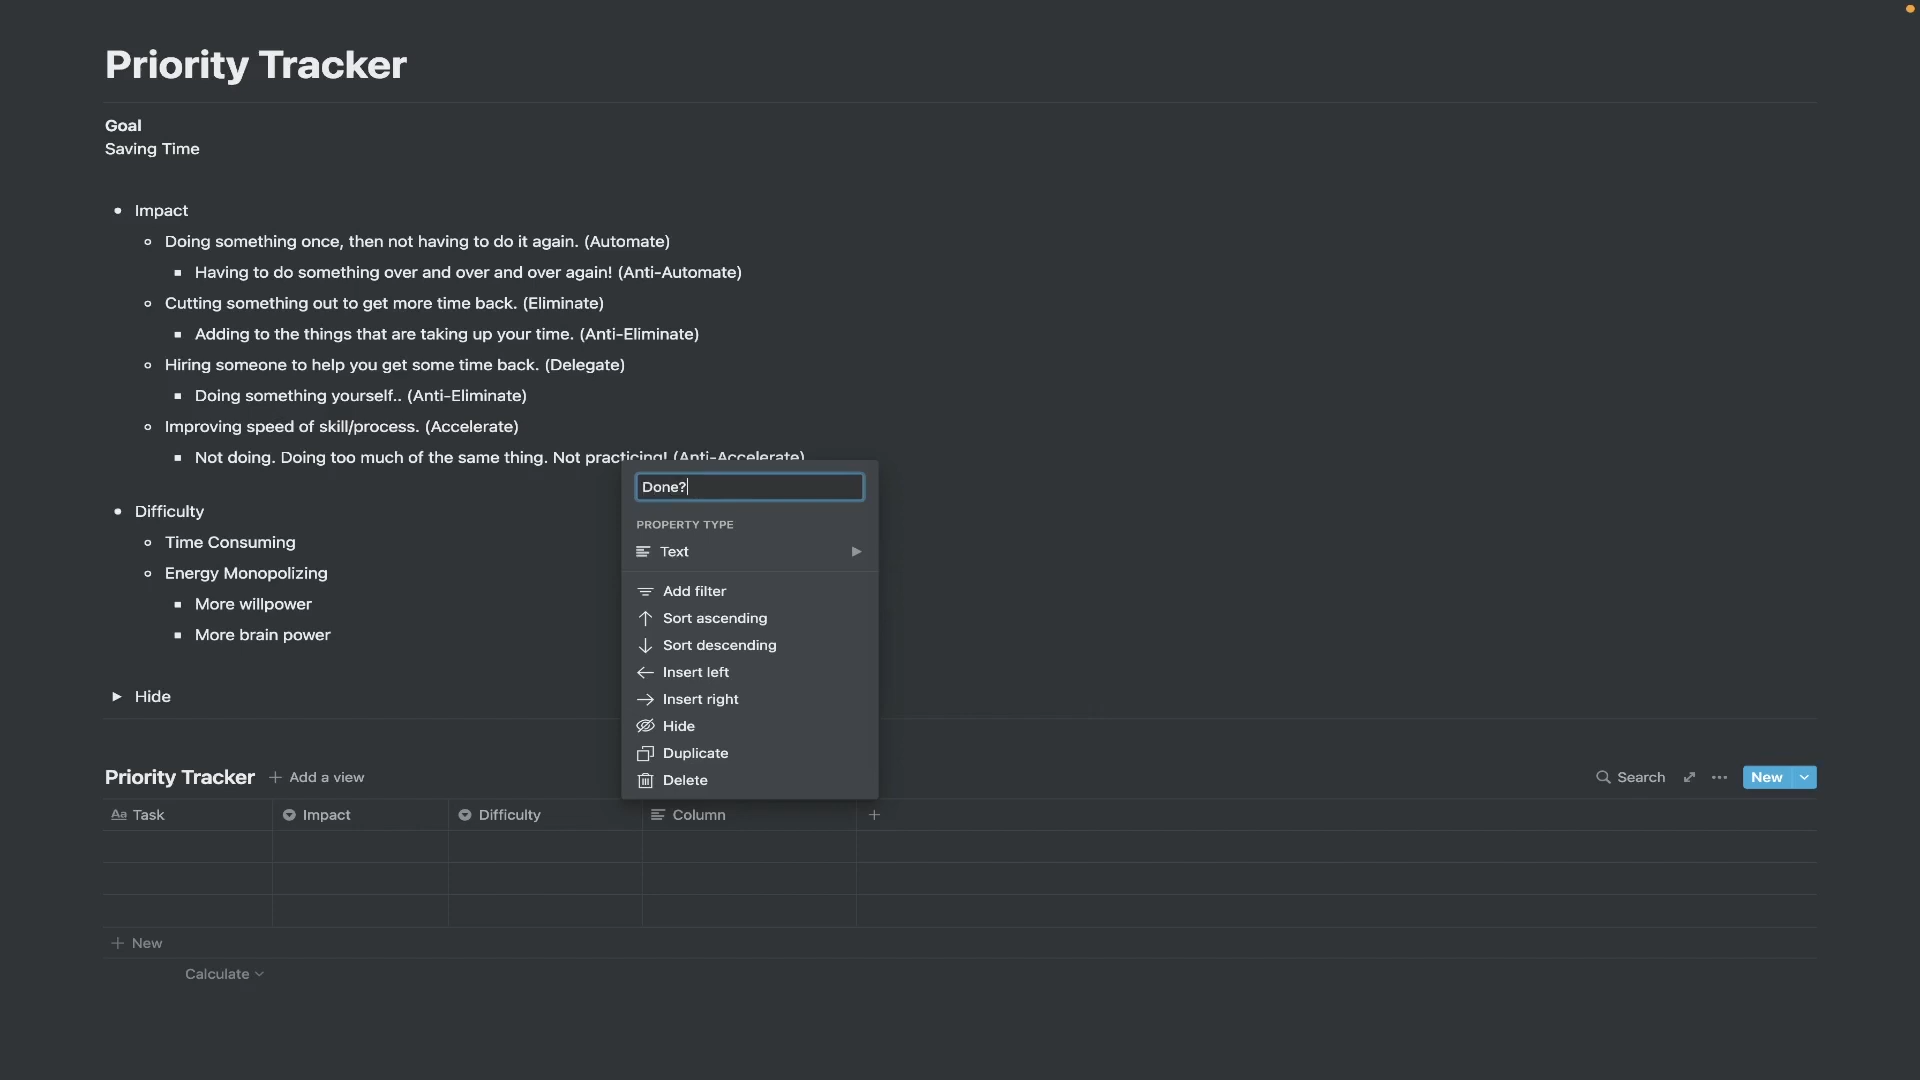 Priority Tracker
Goal
Saving Time
Impact
Doing something once, then not having to do it again. (Automate)
Having to do something over and over and over again! (Anti-Automate)
Cutting something out to get more time back. (Eliminate)
Adding to the things that are taking up your time. (Anti-Eliminate)
Hiring someone to help you get some time back. (Delegate)
Doing something yourself.. (Anti-Eliminate)
Improving speed of skill/process. (Accelerate)
Not doing. Doing too much of the same thing. Not practicing! (Anti-Accelerate)
Difficulty
Time Consuming
Energy Monopolizing
More willpower
More brain power
Hide
Done?
PROPERTY TYPE
Text
Add filter
Sort ascending
Sort descending
Insert left
Insert right
Hide
Duplicate
Delete
Priority Tracker + Add a view Search New
Aa Task Impact Difficulty Column +
+ New
Calculate